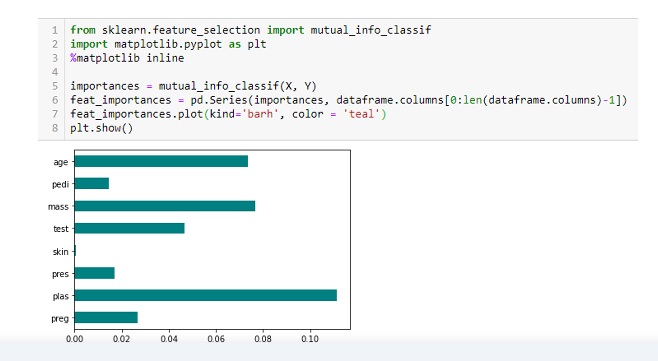 1 from sklearn.feature_selection import mutual_info_classif
2 import matplotlib.pyplot as plt
3 %matplotlib inline
4
5 importances = mutual_info_classif(X, Y)
6 feat_importances = pd.Series(importances, dataframe.columns[0:len(dataframe.columns)-1])
7 feat_importances.plot(kind='barh', color = 'teal')
8 plt.show()
age
pedi
mass
test
skin
pres
plas
preg
0.00 0.02 0.04 0.06 0.08 0.10